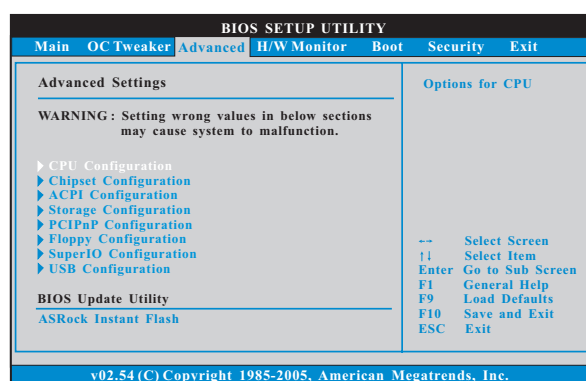 BIOS SETUP UTILITY
Main OC Tweaker Advanced H/W Monitor Boot Security Exit
Advanced Settings
WARNING : Setting wrong values in below sections
may cause system to malfunction.
CPU Configuration
Chipset Configuration
ACPI Configuration
Storage Configuration
PCIPnP Configuration
Floppy Configuration
SuperIO Configuration
USB Configuration
BIOS Update Utility
ASRock Instant Flash
Options for CPU
←→ Select Screen
↑↓ Select Item
Enter Go to Sub Screen
F1 General Help
F9 Load Defaults
F10 Save and Exit
ESC Exit
v02.54 (C) Copyright 1985-2005, American Megatrends, Inc.